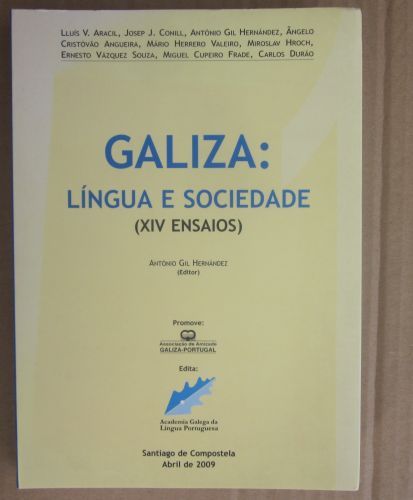 Lluís V. Aracil, Josep J. Conill, António Gil Hernández, Ângelo
Cristóvão Angueira, Mário Herrero Valeiro, Miroslav Hroch,
Ernesto Vázquez Souza, Miguel Cupeiro Frade, Carlos Durão
GALIZA:
LÍNGUA E SOCIEDADE
(XIV ENSAIOS)
António Gil Hernández
(Editor)
Promove:
Associação de Amizade
GALIZA-PORTUGAL
Edita:
Academia Galega da
Língua Portuguesa
Santiago de Compostela
Abril de 2009